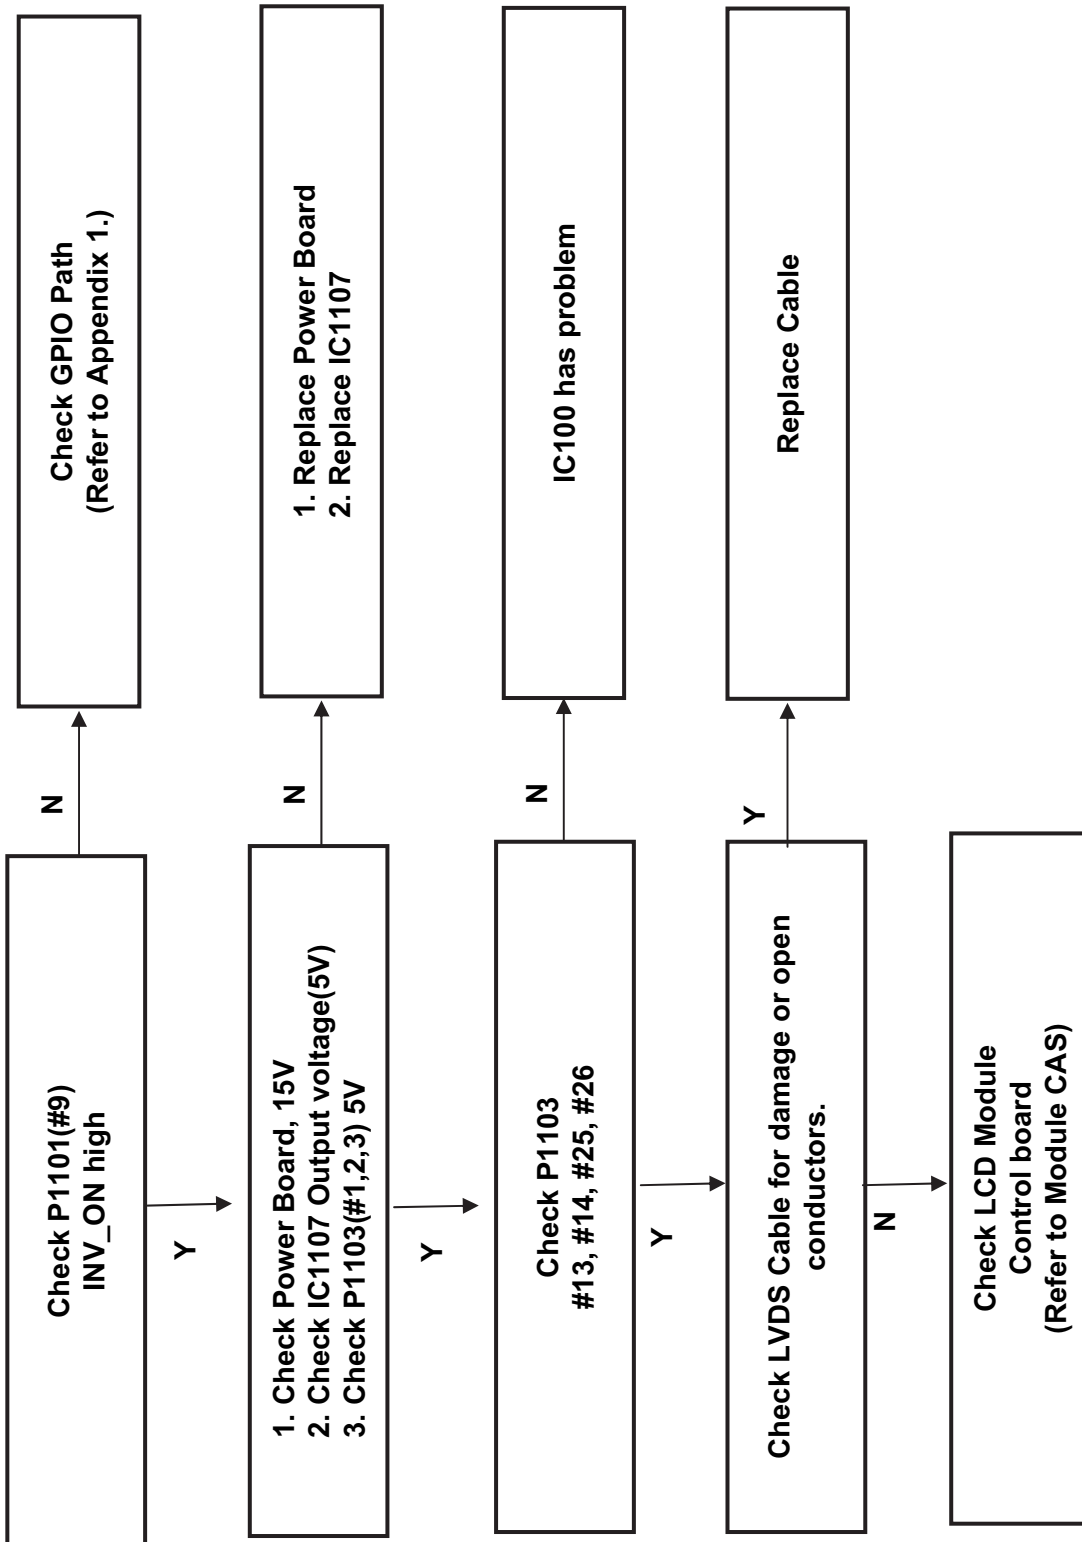 Check P1101(#9)
INV_ON high
N
Check GPIO Path
(Refer to Appendix 1.)
Y
1. Check Power Board, 15V
2. Check IC1107 Output voltage(5V)
3. Check P1103(#1,2,3) 5V
N
1. Replace Power Board
2. Replace IC1107
Y
Check P1103
#13, #14, #25, #26
N
IC100 has problem
Y
Check LVDS Cable for damage or open
conductors.
Y
Replace Cable
N
Check LCD Module
Control board
(Refer to Module CAS)